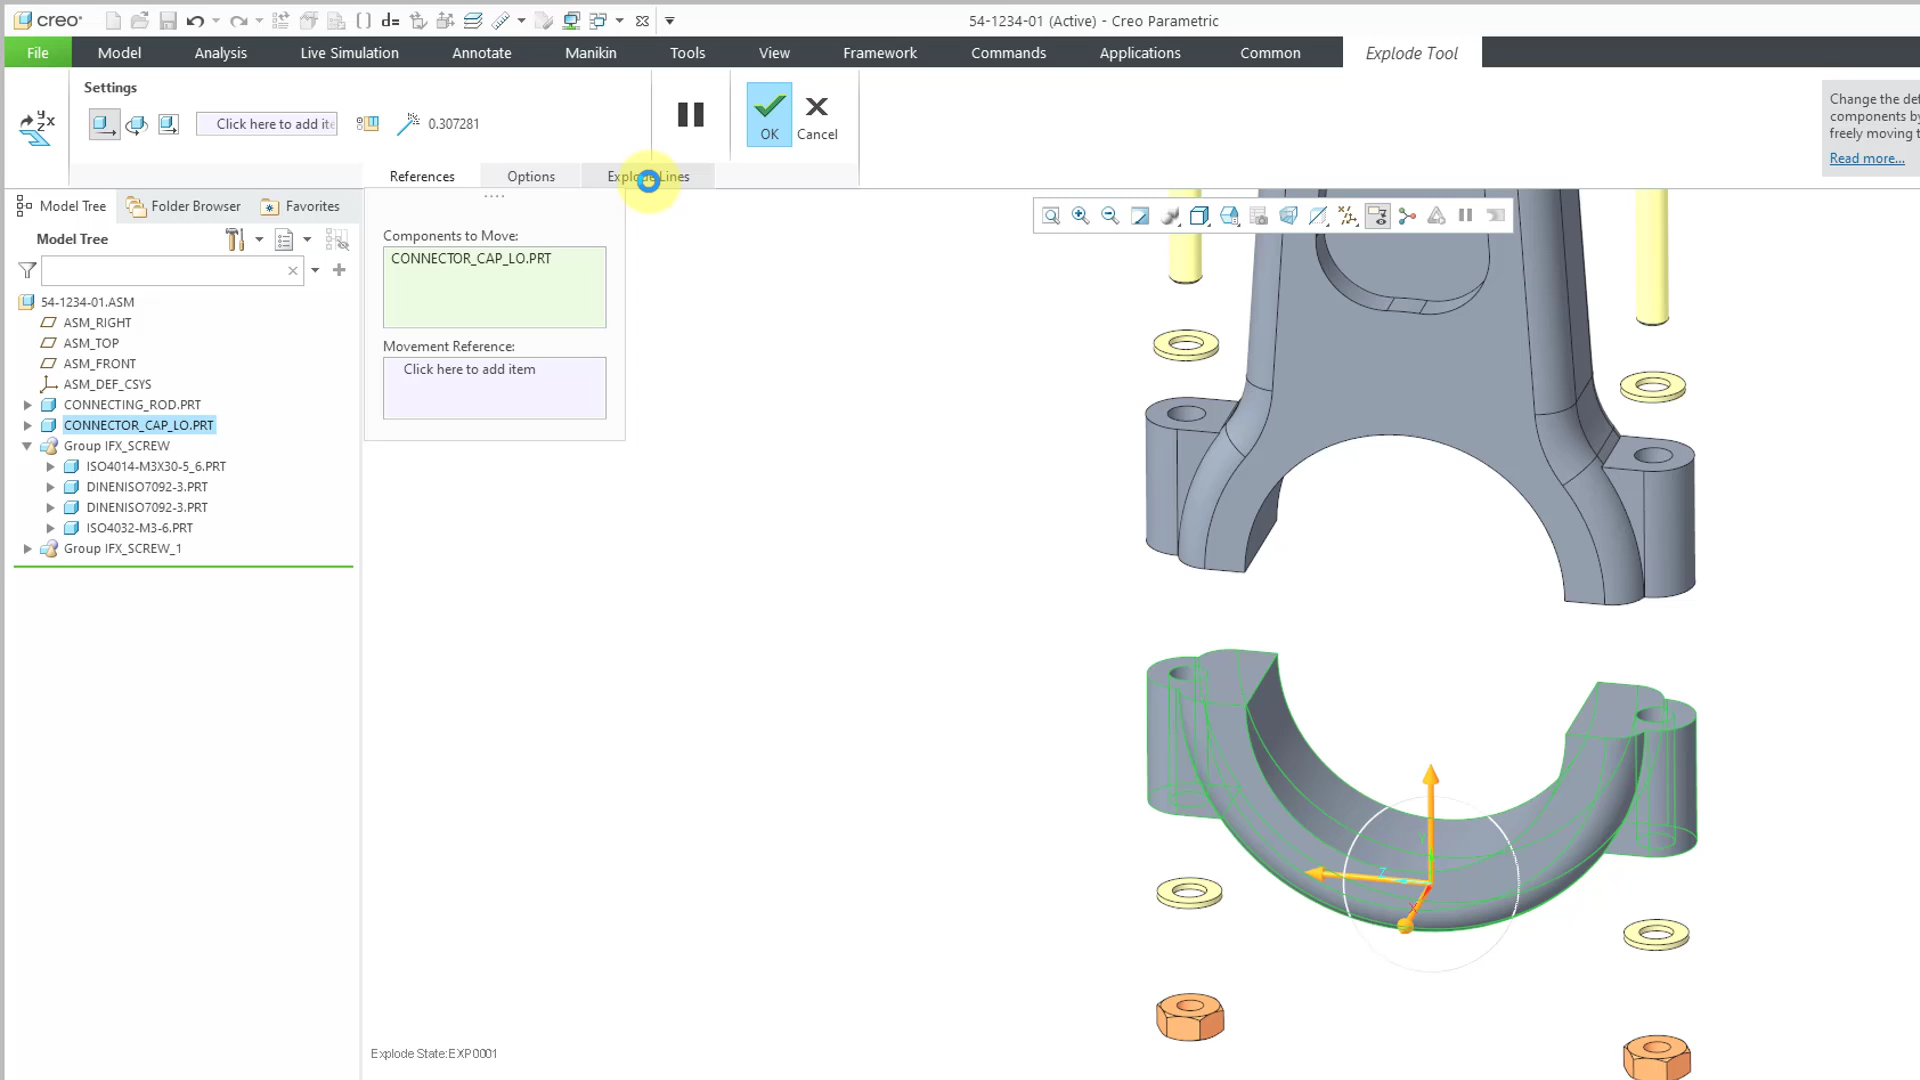 creo
d=
54-1234-01 (Active) - Creo Parametric
File
Model
Analysis
Live Simulation
Annotate
Manikin
Tools
View
Framework
Commands
Applications
Common
Explode Tool
Settings
Click here to add ite
0.307281
OK
Cancel
References
Options
Explode Lines
Change the def
components by
freely moving t
Read more...
Model Tree
Folder Browser
Favorites
Model Tree
54-1234-01.ASM
ASM_RIGHT
ASM_TOP
ASM_FRONT
ASM_DEF_CSYS
CONNECTING_ROD.PRT
CONNECTOR_CAP_LO.PRT
Group IFX_SCREW
ISO4014-M3X30-5_6.PRT
DINENISO7092-3.PRT
DINENISO7092-3.PRT
ISO4032-M3-6.PRT
Group IFX_SCREW_1
Components to Move:
CONNECTOR_CAP_LO.PRT
Movement Reference:
Click here to add item
Y
Z
X
Explode State:EXP0001